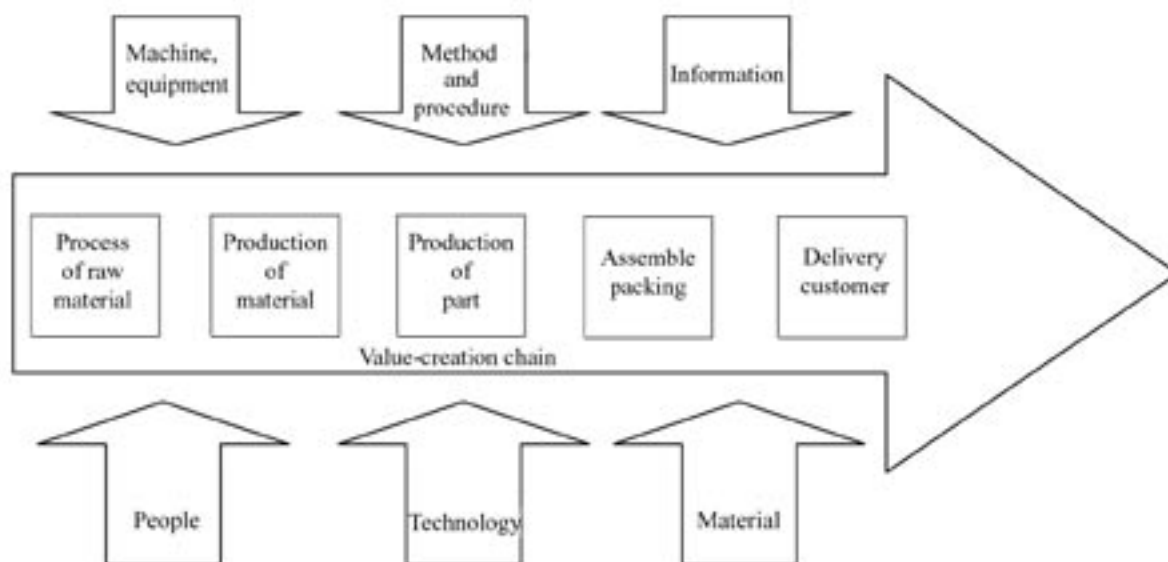 Machine,
equipment
Method
and
procedure
Information
Process
of raw
material
Production
of
material
Production
of
part
Assemble
packing
Delivery
customer
Value-creation chain
People
Technology
Material